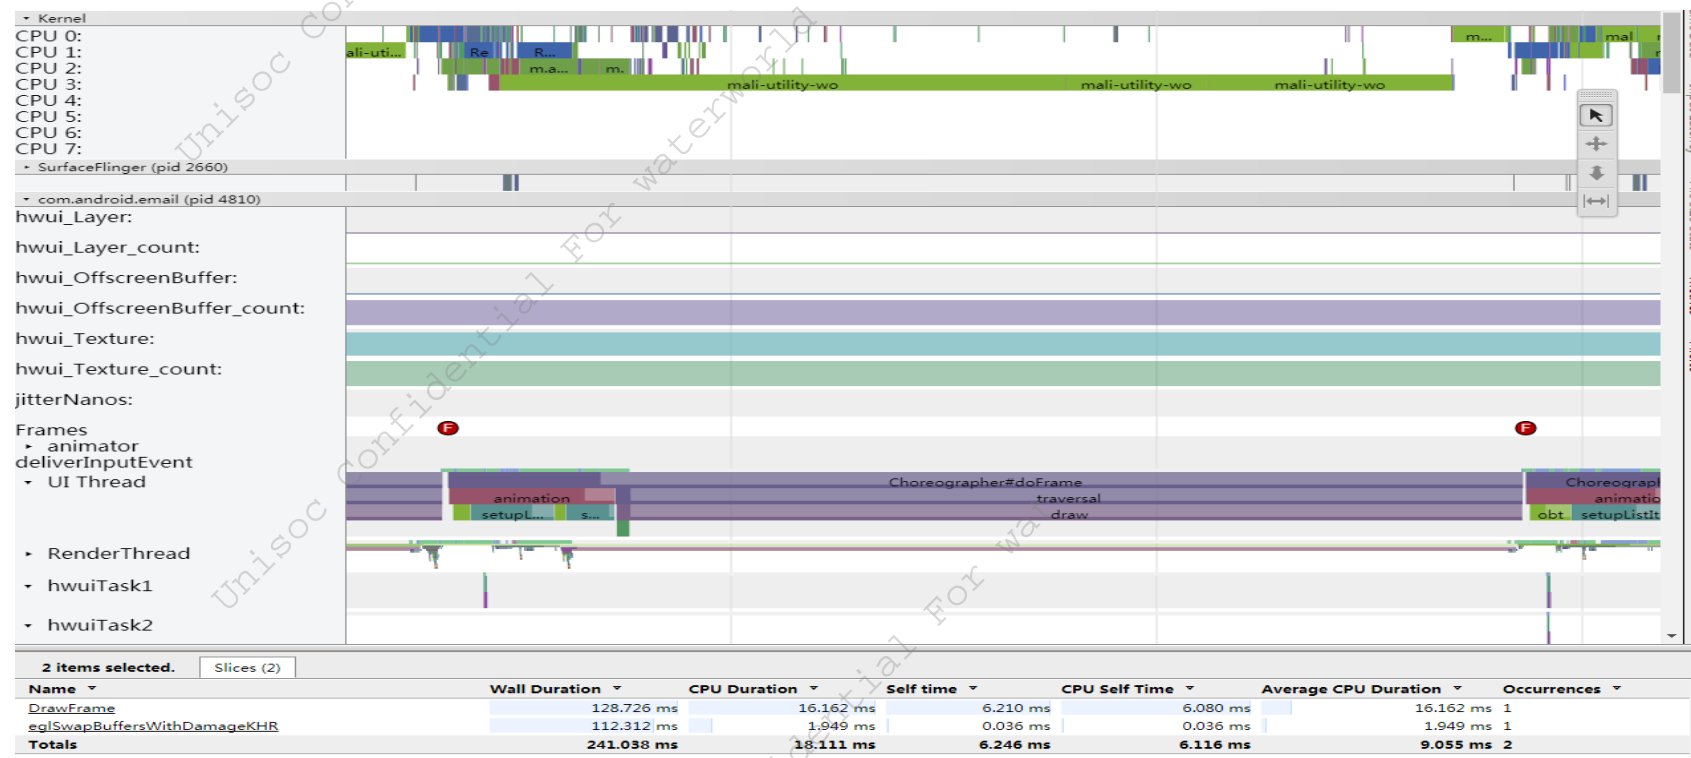 Kernel
CPU 0:
CPU 1:
CPU 2:
CPU 3:
CPU 4:
CPU 5:
CPU 6:
CPU 7:
m...
mal
ali-uti...
Re
R...
m.a...
m.
mali-utility-wo
mali-utility-wo
mali-utility-wo
SurfaceFlinger (pid 2660)
com.android.email (pid 4810)
hwui_Layer:
hwui_Layer_count:
hwui_OffscreenBuffer:
hwui_OffscreenBuffer_count:
hwui_Texture:
hwui_Texture_count:
jitterNanos:
Frames
F
F
animator
deliverInputEvent
UI Thread
Choreographer#doFrame
Choreograpl
animation
traversal
animatio
setupL...
s...
draw
obt
setupListIt
RenderThread
hwuiTask1
hwuiTask2
2 items selected.
Slices (2)
Name Wall Duration CPU Duration Self time CPU Self Time Average CPU Duration Occurrences
DrawFrame 128.726 ms 16.162 ms 6.210 ms 6.080 ms 16.162 ms 1
eglSwapBuffersWithDamageKHR 112.312 ms 1.949 ms 0.036 ms 0.036 ms 1.949 ms 1
Totals 241.038 ms 18.111 ms 6.246 ms 6.116 ms 9.055 ms 2
Unisoc Confidential For waterworld
Unisoc Confidential For waterworld